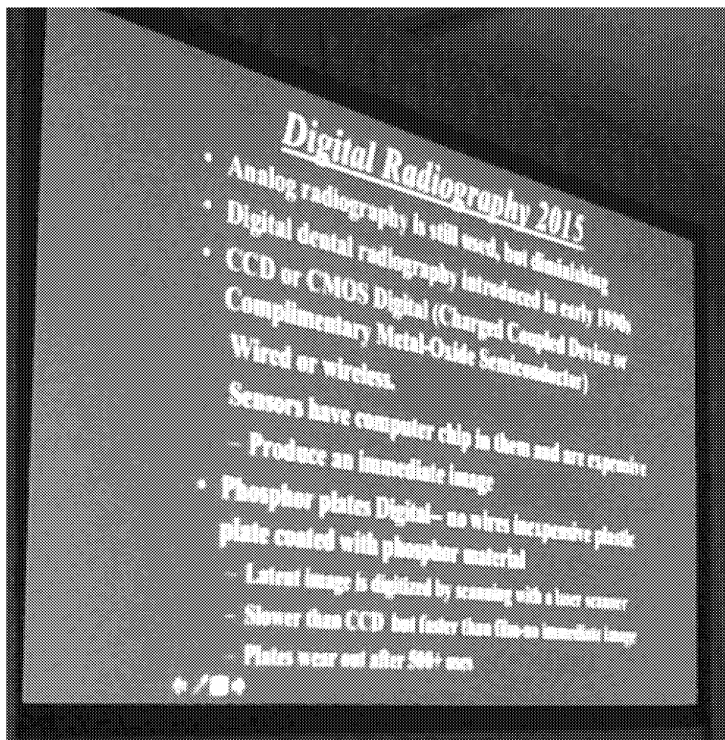 Digital Radiography 2015
• Analog radiography is still used, but diminishing
• Digital dental radiography introduced in early 1990s
• CCD or CMOS Digital (Charged Coupled Device or
Complimentary Metal-Oxide Semiconductor)
Wired or wireless.
Sensors have computer chip in them and are expensive
– Produce an immediate image
• Phosphor plates Digital– no wires inexpensive plastic
plate coated with phosphor material
– Latent image is digitized by scanning with a laser scanner
– Slower than CCD but faster than film-no immediate image
– Plates wear out after 500+ uses